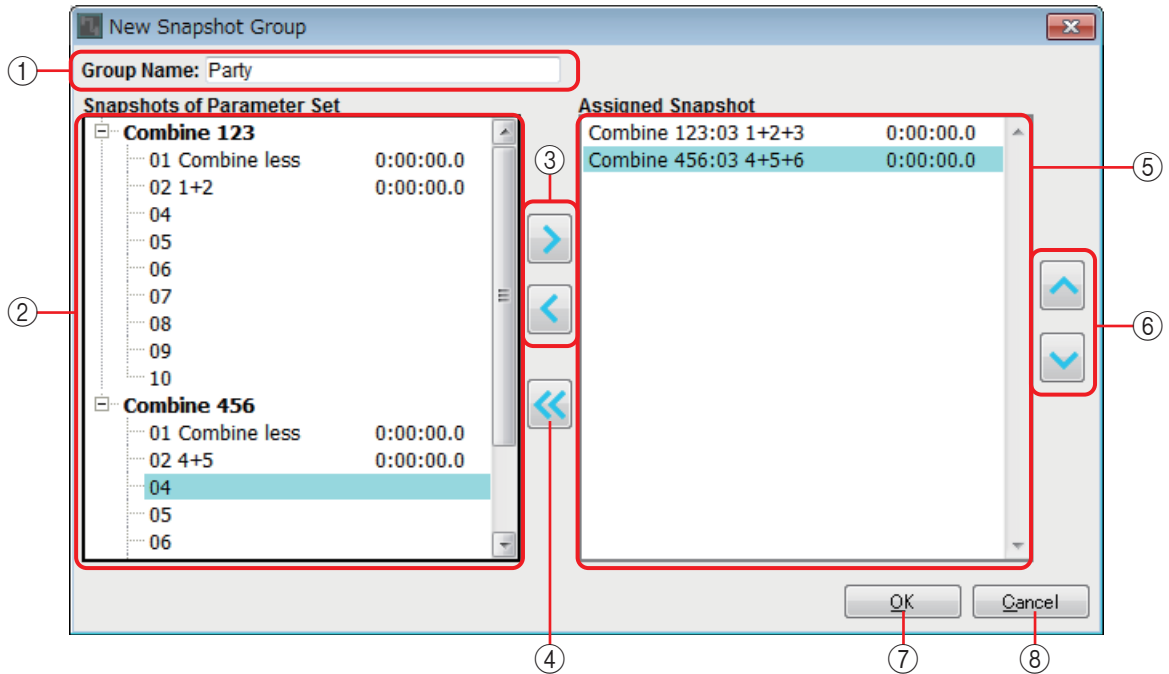 New Snapshot Group
① Group Name: Party
Snapshots of Parameter Set
Assigned Snapshot
Combine 123
01 Combine less 0:00:00.0
02 1+2 0:00:00.0
04
05
06
07
08
09
10
Combine 456
01 Combine less 0:00:00.0
02 4+5 0:00:00.0
04
05
06
②
③
④
Combine 123:03 1+2+3 0:00:00.0
Combine 456:03 4+5+6 0:00:00.0
⑤
⑥
OK
Cancel
⑦
⑧